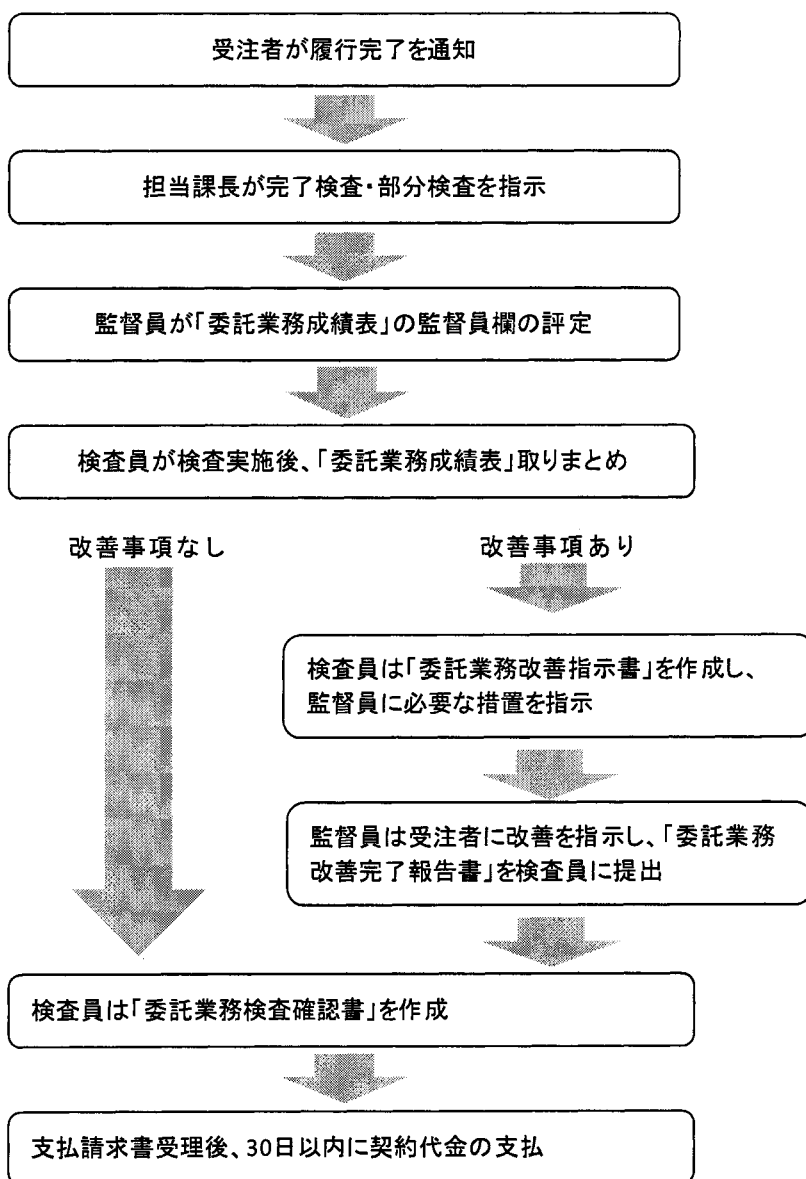 受注者が履行完了を通知
担当課長が完了検査・部分検査を指示
監督員が「委託業務成績表」の監督員欄の評定
検査員が検査実施後、「委託業務成績表」取りまとめ
改善事項なし
改善事項あり
検査員は「委託業務改善指示書」を作成し、
監督員に必要な措置を指示
監督員は受注者に改善を指示し、「委託業務
改善完了報告書」を検査員に提出
検査員は「委託業務検査確認書」を作成
支払請求書受理後、30日以内に契約代金の支払